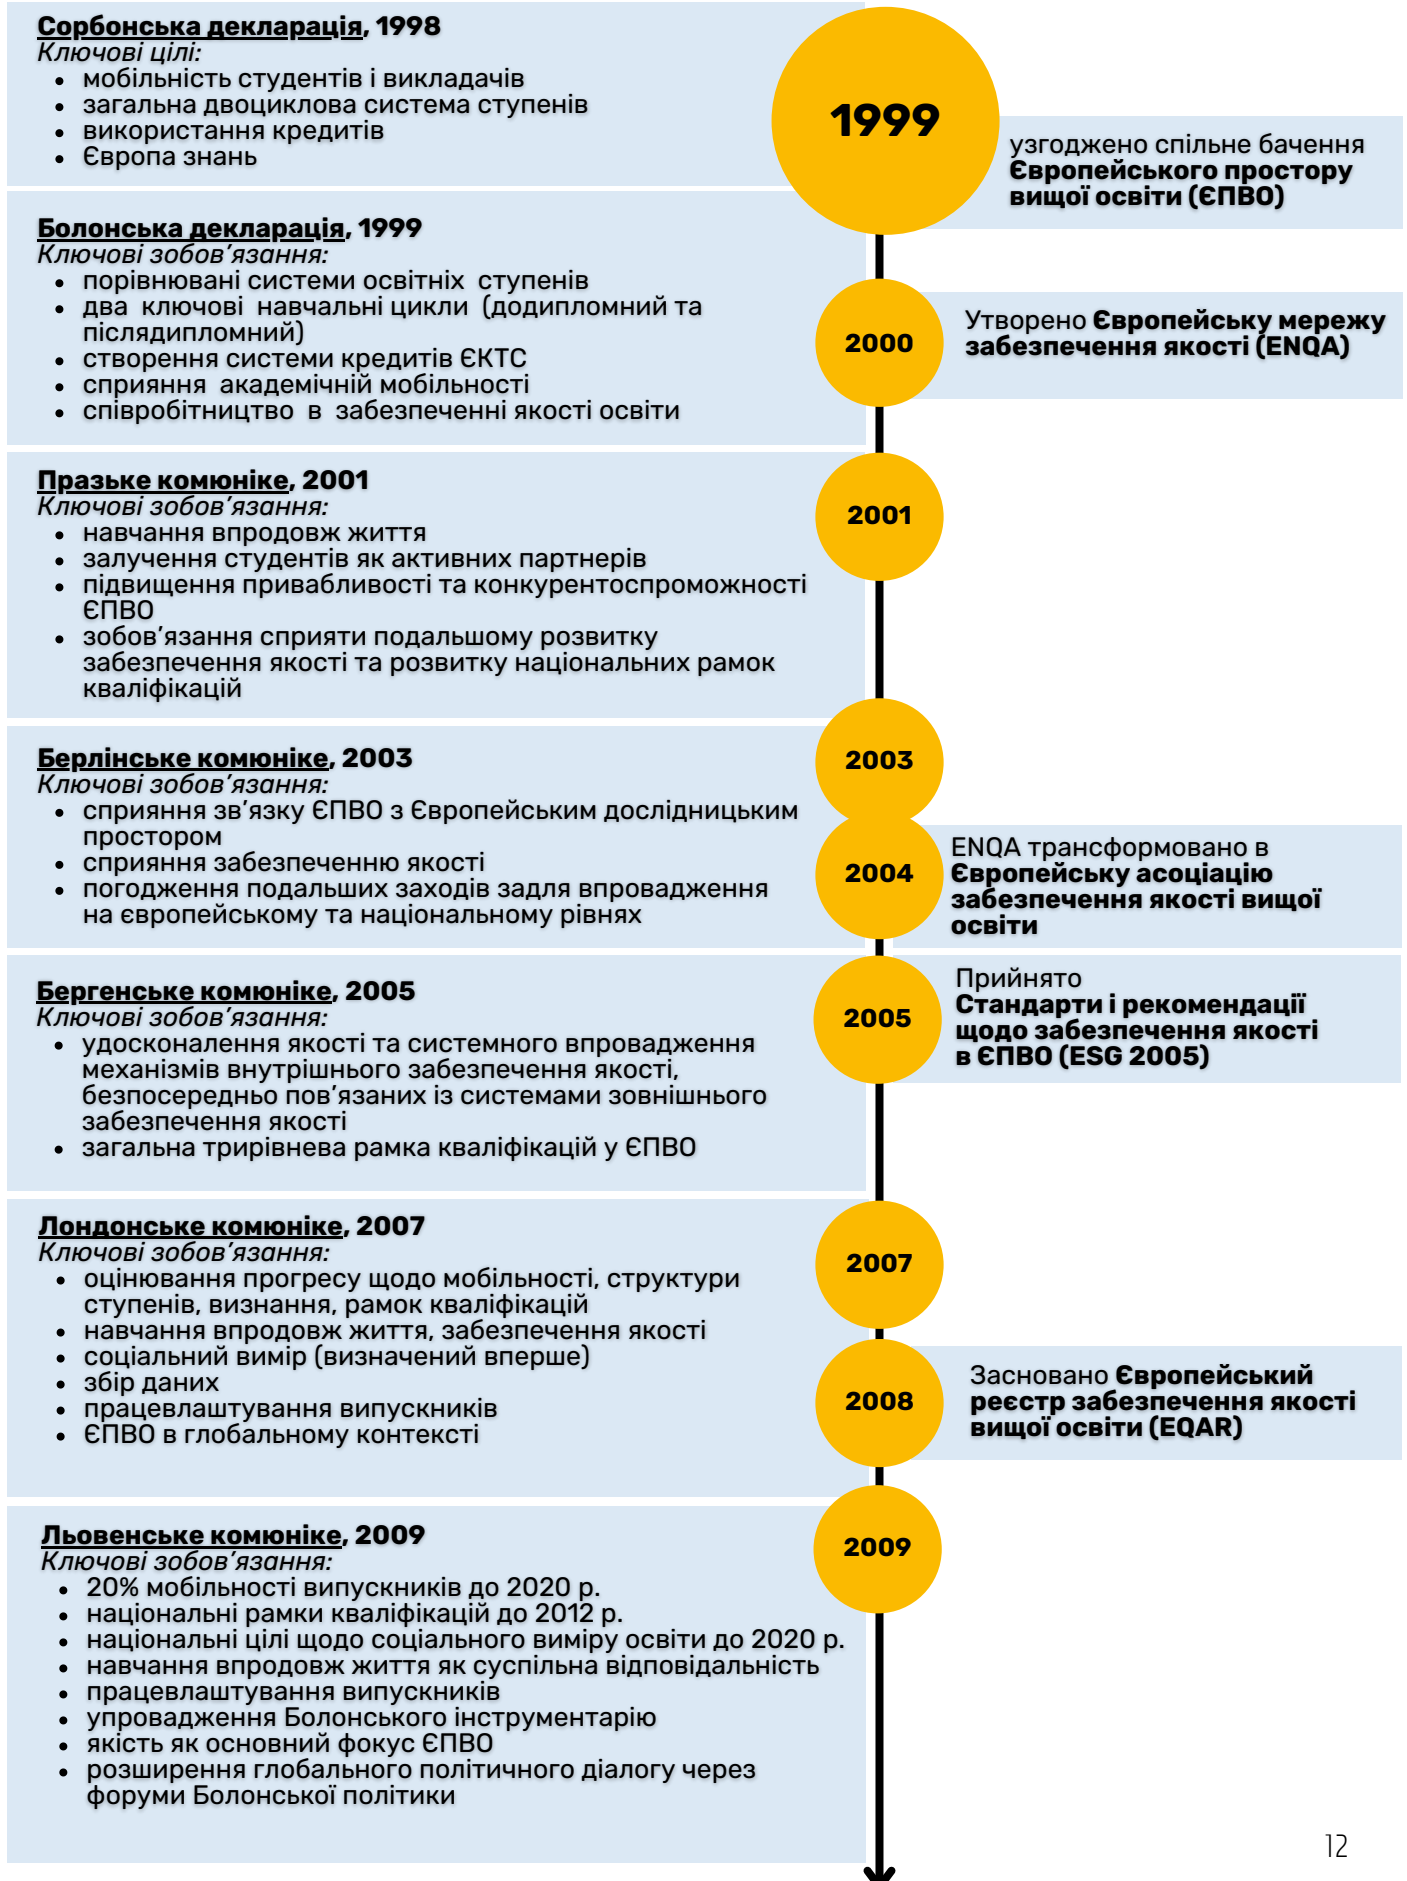 Сорбонська декларація, 1998
Ключові цілі:
• мобільність студентів і викладачів
• загальна двоциклова система ступенів
• використання кредитів
• Європа знань
1999
узгоджено спільне бачення
Європейського простору
вищої освіти (ЄПВО)
Болонська декларація, 1999
Ключові зобов'язання:
• порівнювані системи освітніх ступенів
• два ключові навчальні цикли (додипломний та
післядипломний)
• створення системи кредитів ЄКТС
• сприяння академічній мобільності
• співробітництво в забезпеченні якості освіти
2000
Утворено Європейську мережу
забезпечення якості (ENQA)
Празьке комюніке, 2001
Ключові зобов'язання:
• навчання впродовж життя
• залучення студентів як активних партнерів
• підвищення привабливості та конкурентоспроможності
ЄПВО
• зобов'язання сприяти подальшому розвитку
забезпечення якості та розвитку національних рамок
кваліфікацій
2001
Берлінське комюніке, 2003
Ключові зобов'язання:
• сприяння зв'язку ЄПВО з Європейським дослідницьким
простором
• сприяння забезпеченню якості
• погодження подальших заходів задля впровадження
на європейському та національному рівнях
2003
2004
ENQA трансформовано в
Європейську асоціацію
забезпечення якості вищої
освіти
Бергенське комюніке, 2005
Ключові зобов'язання:
• удосконалення якості та системного впровадження
механізмів внутрішнього забезпечення якості,
безпосередньо пов'язаних із системами зовнішнього
забезпечення якості
• загальна трирівнева рамка кваліфікацій у ЄПВО
2005
Прийнято
Стандарти і рекомендації
щодо забезпечення якості
в ЄПВО (ESG 2005)
Лондонське комюніке, 2007
Ключові зобов'язання:
• оцінювання прогресу щодо мобільності, структури
ступенів, визнання, рамок кваліфікацій
• навчання впродовж життя, забезпечення якості
• соціальний вимір (визначений вперше)
• збір даних
• працевлаштування випускників
• ЄПВО в глобальному контексті
2007
2008
Засновано Європейський
реєстр забезпечення якості
вищої освіти (EQAR)
Льовенське комюніке, 2009
Ключові зобов'язання:
• 20% мобільності випускників до 2020 р.
• національні рамки кваліфікацій до 2012 р.
• національні цілі щодо соціального виміру освіти до 2020 р.
• навчання впродовж життя як суспільна відповідальність
• працевлаштування випускників
• упровадження Болонського інструментарію
• якість як основний фокус ЄПВО
• розширення глобального політичного діалогу через
форуми Болонської політики
2009
12